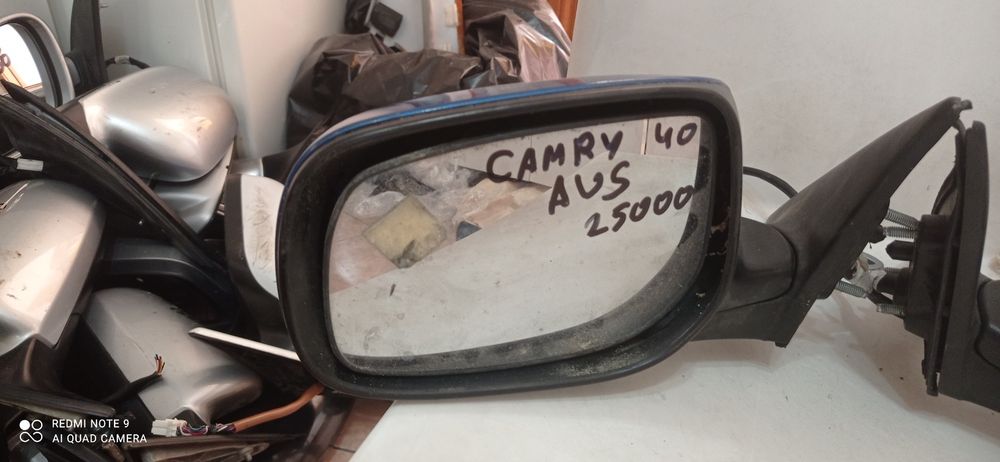 CAMRY 40
AUS
25000
REDMI NOTE 9
AI QUAD CAMERA